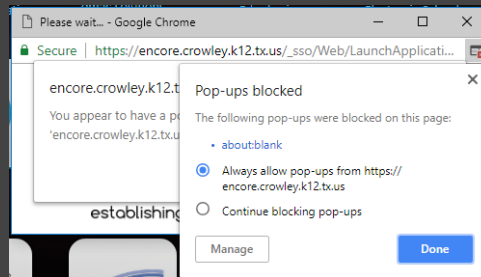 Please wait... - Google Chrome
Secure | https://encore.crowley.k12.tx.us/_sso/Web/LaunchApplicati...
encore.crowley.k12.t
You appear to have a po
'encore.crowley.k12.tx.u
establishing
Pop-ups blocked
The following pop-ups were blocked on this page:
• about:blank
Always allow pop-ups from https://
encore.crowley.k12.tx.us
Continue blocking pop-ups
Manage
Done